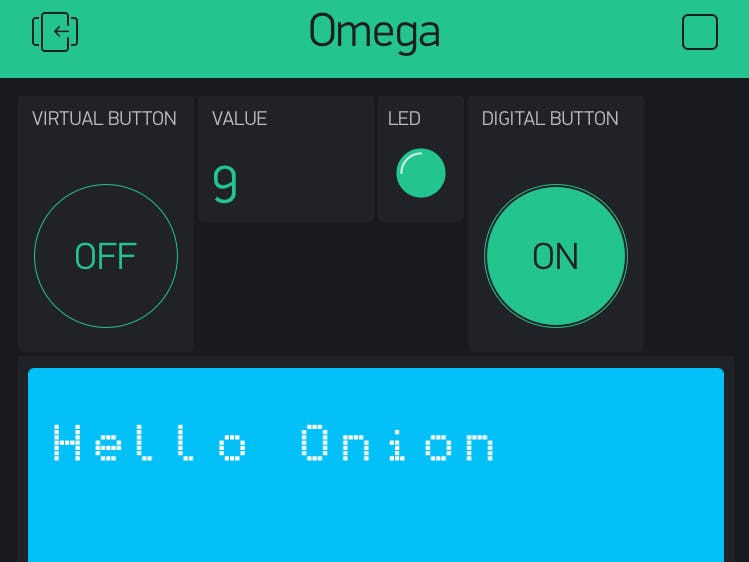 Omega
VIRTUAL BUTTON
VALUE
LED
DIGITAL BUTTON
9
OFF
ON
Hello Onion